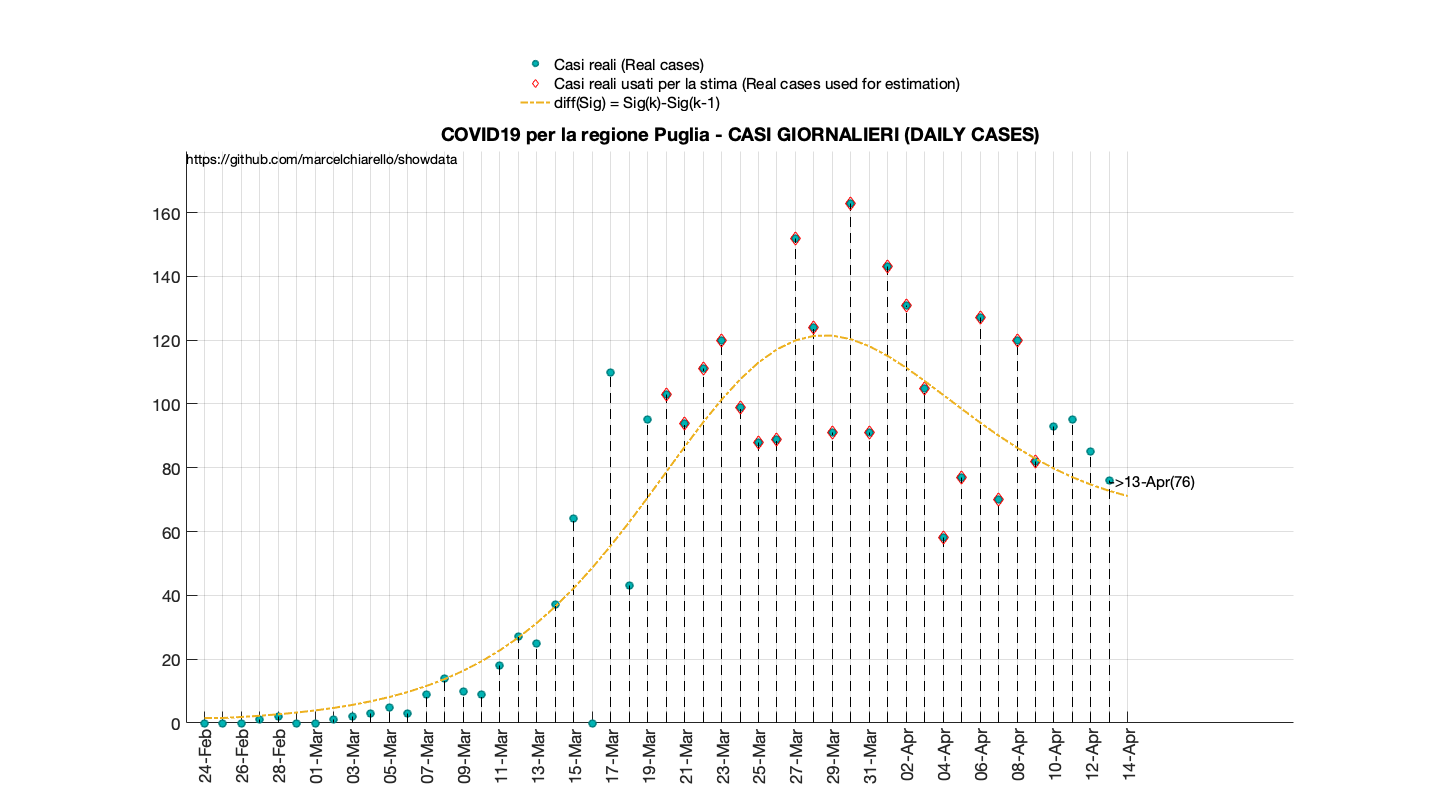 Casi reali (Real cases)
Casi reali usati per la stima (Real cases used for estimation)
diff(Sig) = Sig(k)-Sig(k-1)
COVID19 per la regione Puglia - CASI GIORNALIERI (DAILY CASES)
https://github.com/marcelchiarello/showdata
160
140
120
100
80
60
40
20
0
->13-Apr(76)
24-Feb
26-Feb
28-Feb
01-Mar
03-Mar
05-Mar
07-Mar
09-Mar
11-Mar
13-Mar
15-Mar
17-Mar
19-Mar
21-Mar
23-Mar
25-Mar
27-Mar
29-Mar
31-Mar
02-Apr
04-Apr
06-Apr
08-Apr
10-Apr
12-Apr
14-Apr